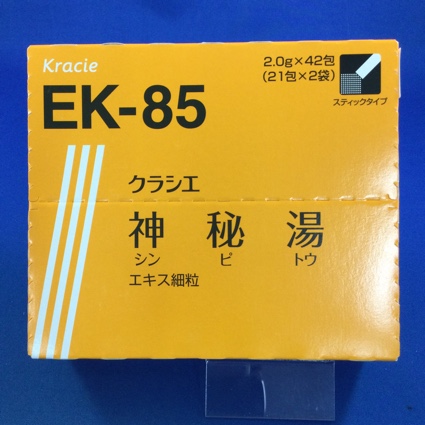 Kracie
2.0g×42包
(21包×2袋)
スティックタイプ
EK-85
クラシエ
神秘湯
シン ピ トウ
エキス細粒